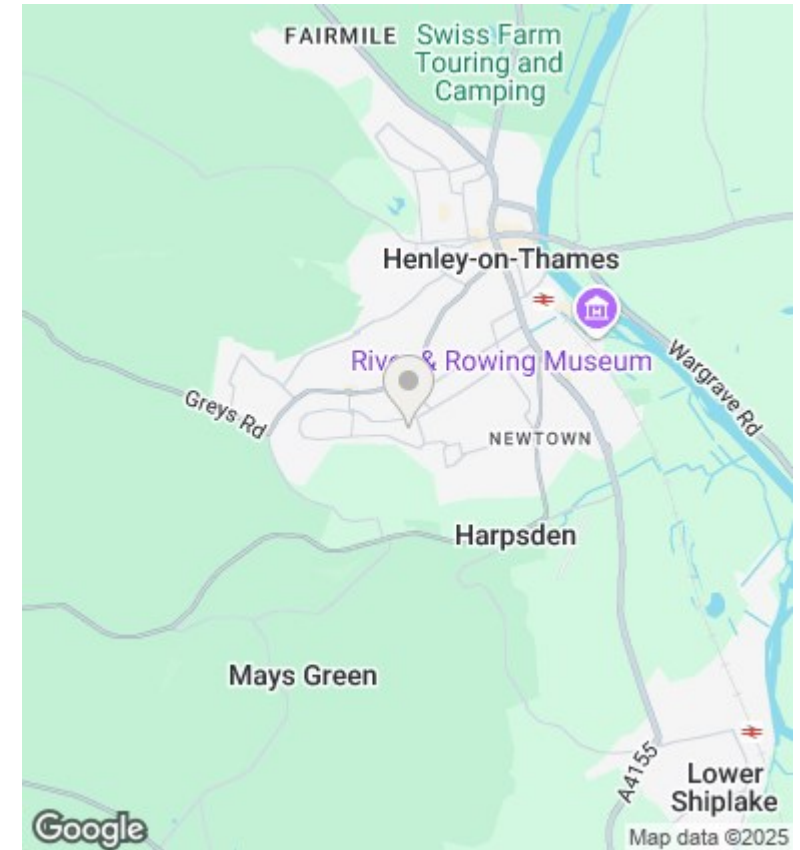 FAIRMILE
Swiss Farm
Touring and
Camping
Henley-on-Thames
River & Rowing Museum
Wargrave Rd
Greys Rd
NEWTOWN
Harpsden
Mays Green
A4155
Lower
Shiplake
Google
Map data ©2025